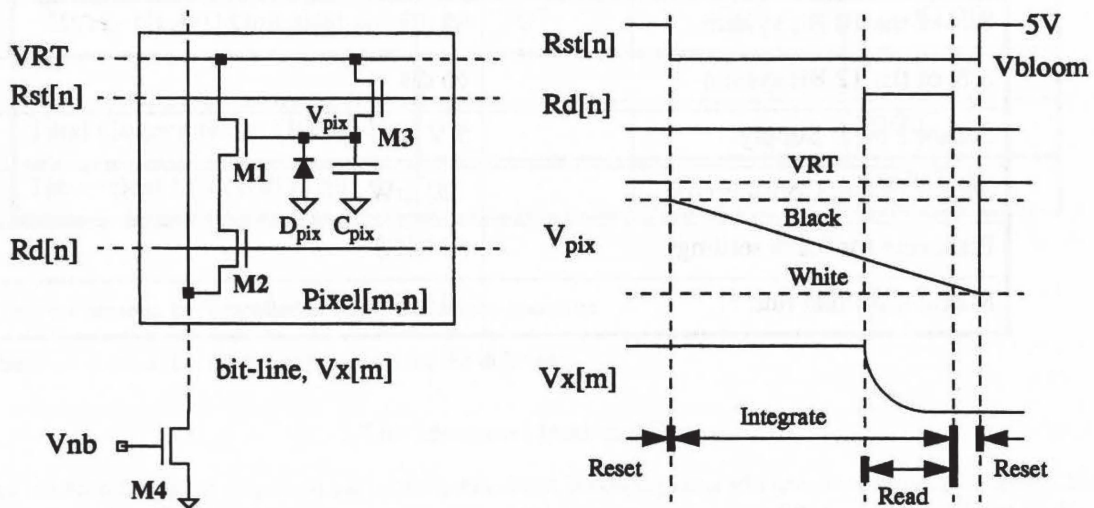 VRT
Rst[n]
Vpix
M3
M1
Dpix
Cpix
Rd[n]
M2
Pixel[m,n]
bit-line, Vx[m]
Vnb
M4
Rst[n]
5V
Vbloom
Rd[n]
VRT
Black
Vpix
White
Vx[m]
Integrate
Reset
Reset
Read